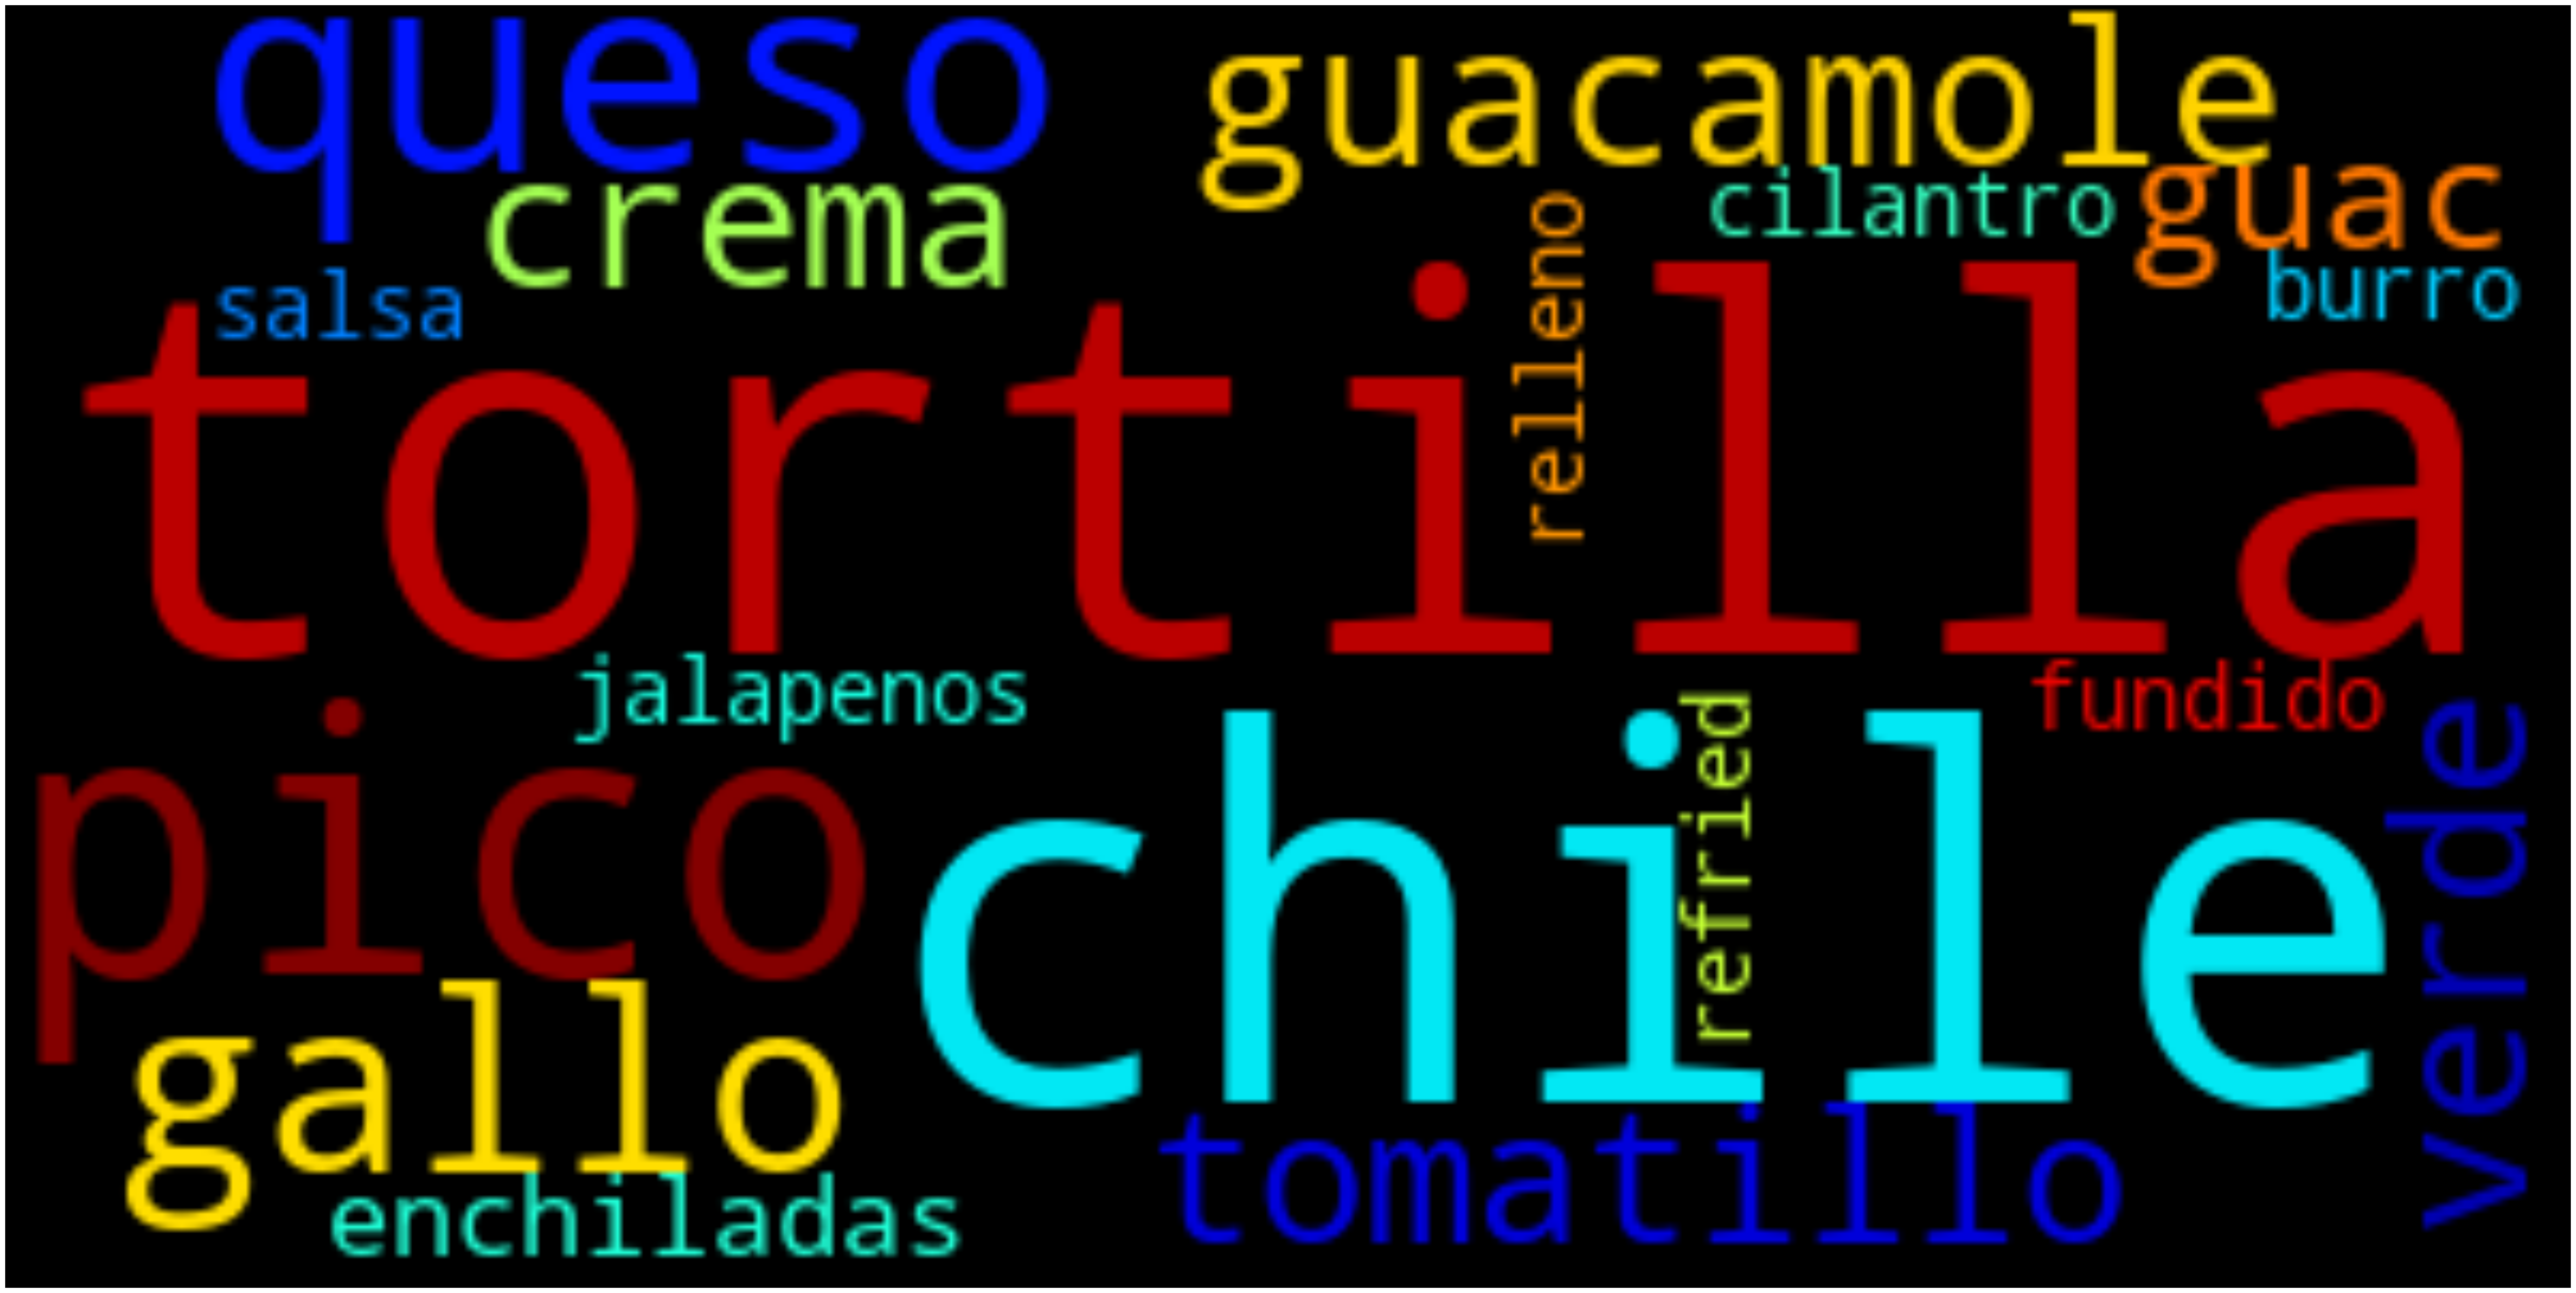 queso
guacamole
crema
cilantro
guac
salsa
relleno
burro
tortilla
jalapenos
fundido
pico
chile
refried
verde
gallo
tomatillo
enchiladas